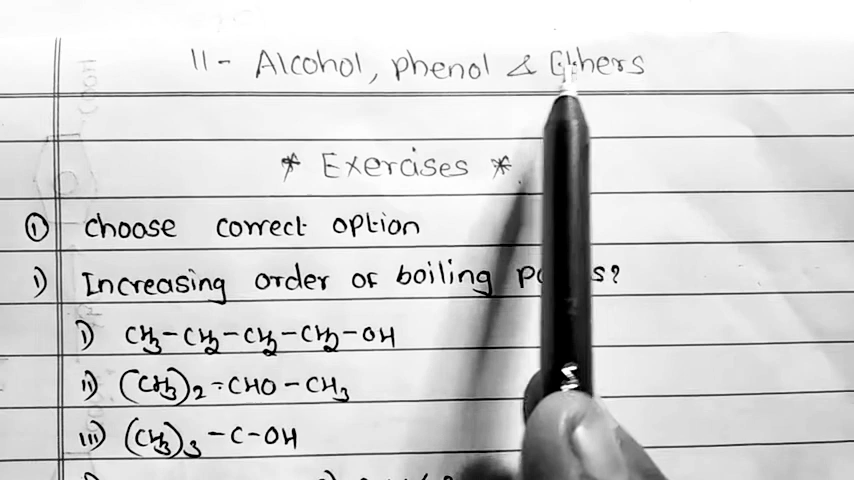 11 - Alcohol, phenol & Ethers
* Exercises *
① choose correct option
i) Increasing order of boiling
i) CH3-CH2-CH2-CH2-OH
ii) (CH3)2-CHO-CH3
iii) (CH3)3-C-OH